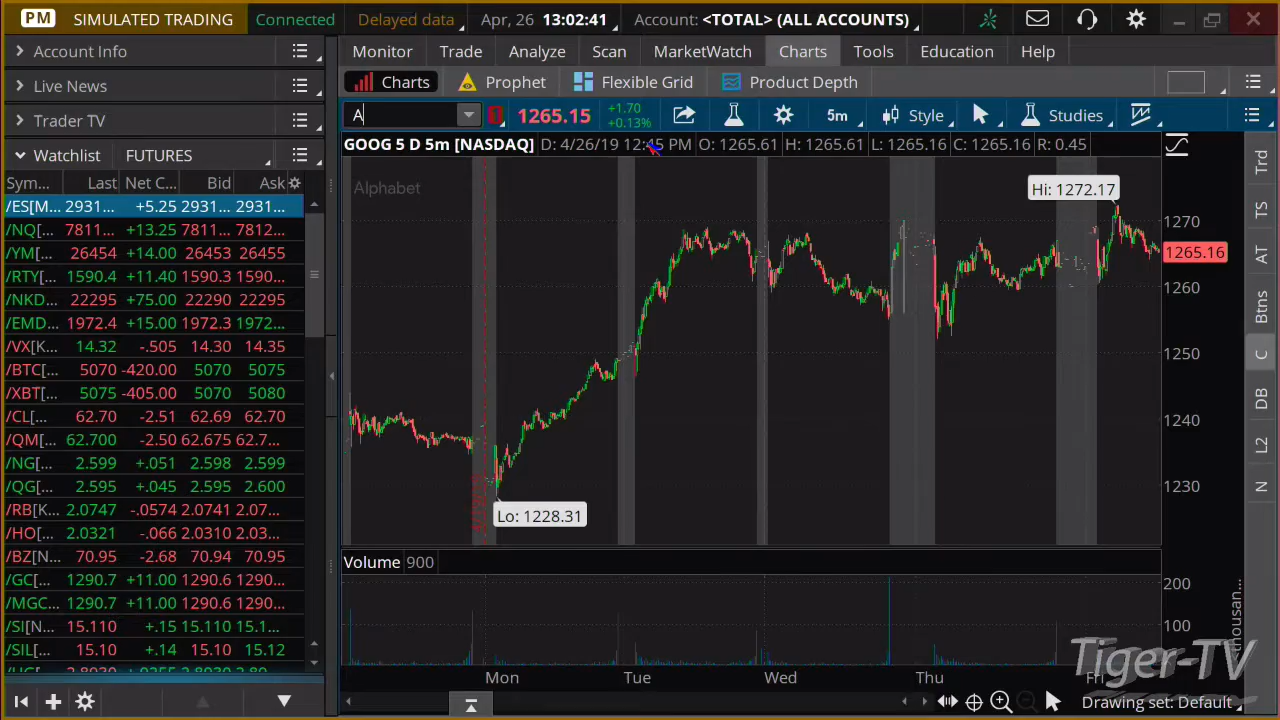 PM SIMULATED TRADING Connected Delayed data Apr, 26 13:02:41 Account: <TOTAL> (ALL ACCOUNTS)
Account Info
Live News
Trader TV
Watchlist FUTURES
Sym... Last Net C... Bid Ask
/ES[M... 2931... +5.25 2931... 2931...
/NQ[... 7811... +13.25 7811... 7812...
/YM[... 26454 +14.00 26453 26455
/RTY[... 1590.4 +11.40 1590.3 1590....
/NKD... 22295 +75.00 22290 22295
/EMD... 1972.4 +15.00 1972.3 1972...
/VX[K... 14.32 -.505 14.30 14.35
/BTC[... 5070 -420.00 5070 5075
/XBT[... 5075 -405.00 5075 5080
/CL[... 62.70 -2.51 62.69 62.70
/QM[... 62.700 -2.50 62.675 62.7...
/NG[... 2.599 +.051 2.598 2.599
/QG[... 2.595 +.045 2.595 2.600
/RB[K... 2.0747 -.0574 2.0741 2.07...
/HO[... 2.0321 -.066 2.0310 2.03...
/BZ[N... 70.95 -2.68 70.94 70.95
/GC[... 1290.7 +11.00 1290.6 1290...
/MGC... 1290.7 +11.00 1290.6 1290...
/SI[N... 15.110 +.15 15.110 15.1...
/SIL[... 15.10 +.14 15.10 15.12
Monitor Trade Analyze Scan MarketWatch Charts Tools Education Help
Charts Prophet Flexible Grid Product Depth
A 1265.15 +1.70 +0.13% 5m Style Studies
GOOG 5 D 5m [NASDAQ] D: 4/26/19 12:45 PM O: 1265.61 H: 1265.61 L: 1265.16 C: 1265.16 R: 0.45
Alphabet
Hi: 1272.17
1270
1265.16
1260
1250
1240
1230
Lo: 1228.31
Volume 900
200
100
thousan...
Mon Tue Wed Thu Fri
Drawing set: Default
Trd
TS
AT
Btns
C
DB
L2
N
Tiger-TV